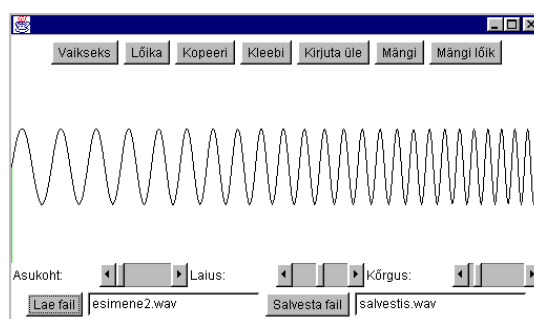 Vaikseks Lõika Kopeeri Kleebi Kirjuta üle Mängi Mängi lõik
Asukoht: Laius: Kõrgus:
Lae fail esimene2.wav Salvesta fail salvestis.wav